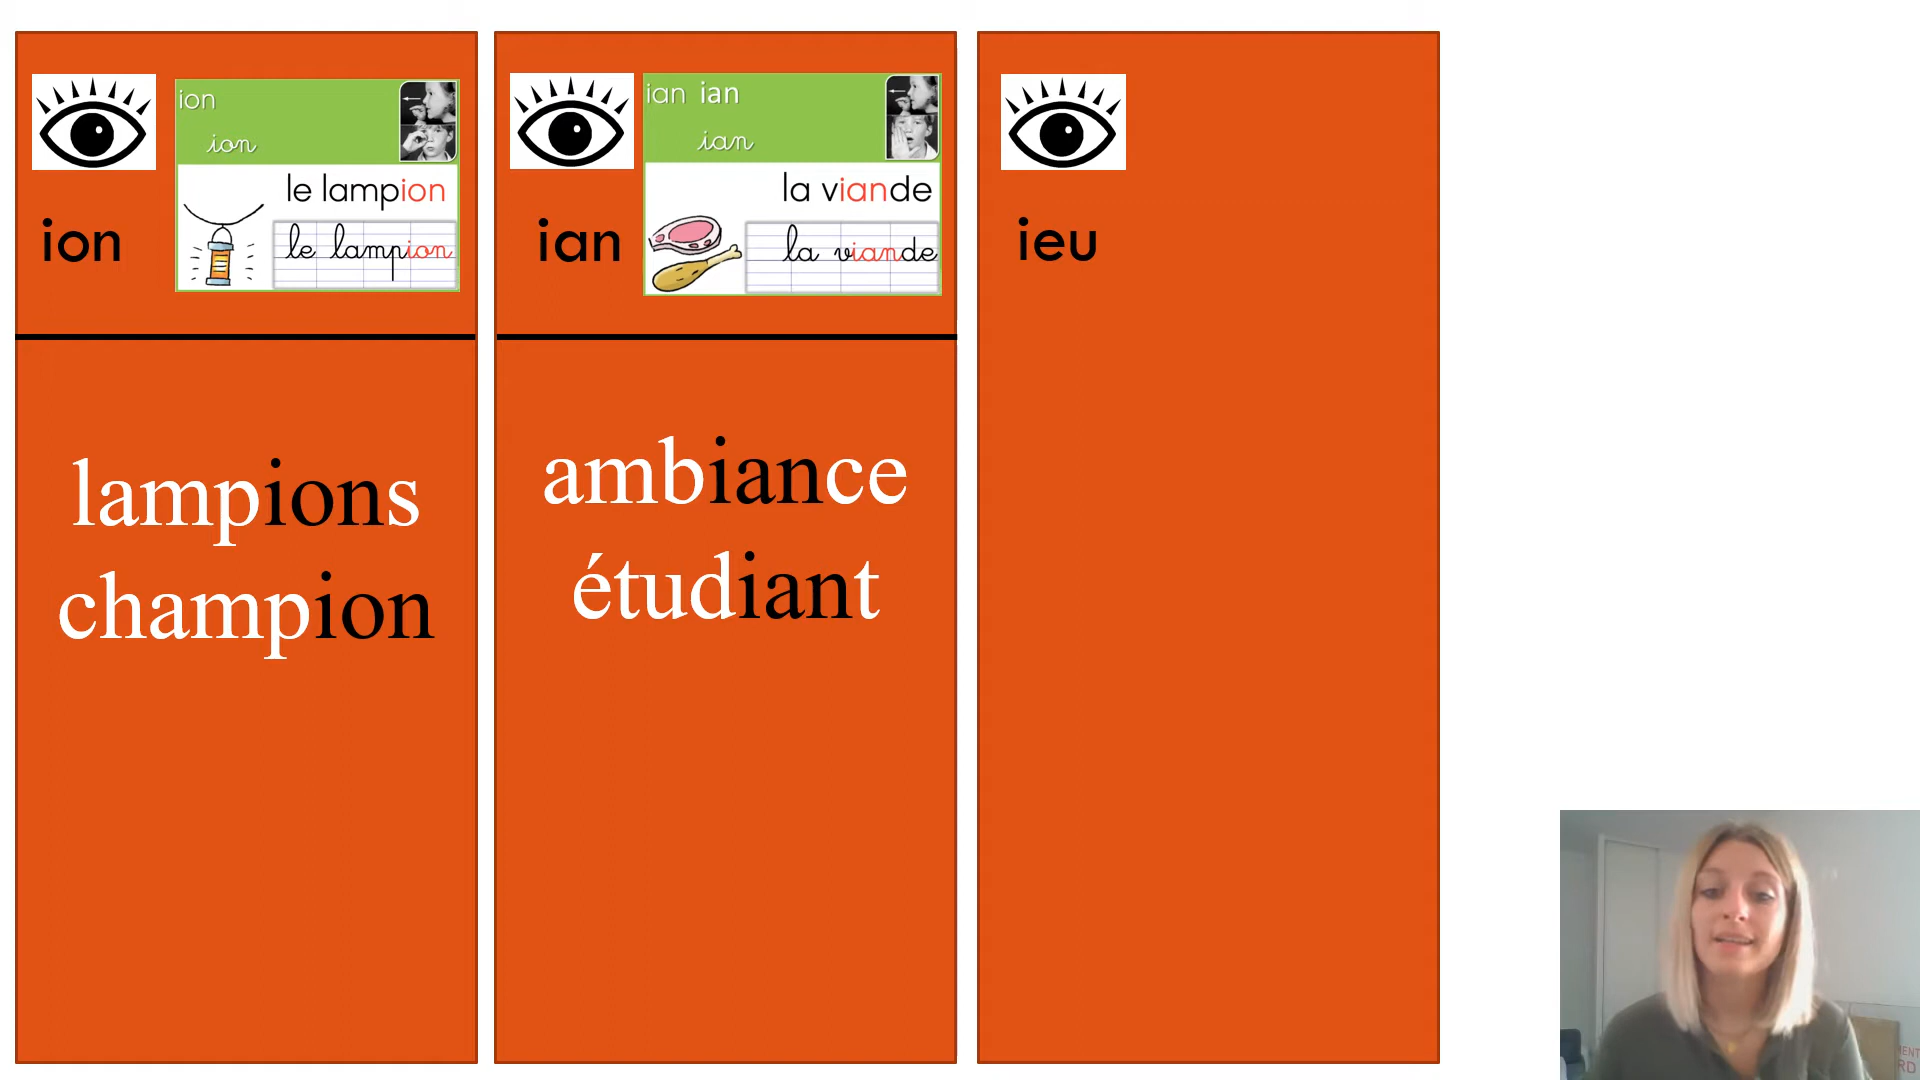 ion
ion
le lampion
le lampion
ion
lampions
champion
ian ian
ian
la viande
la viande
ian
ambiance
étudiant
ieu